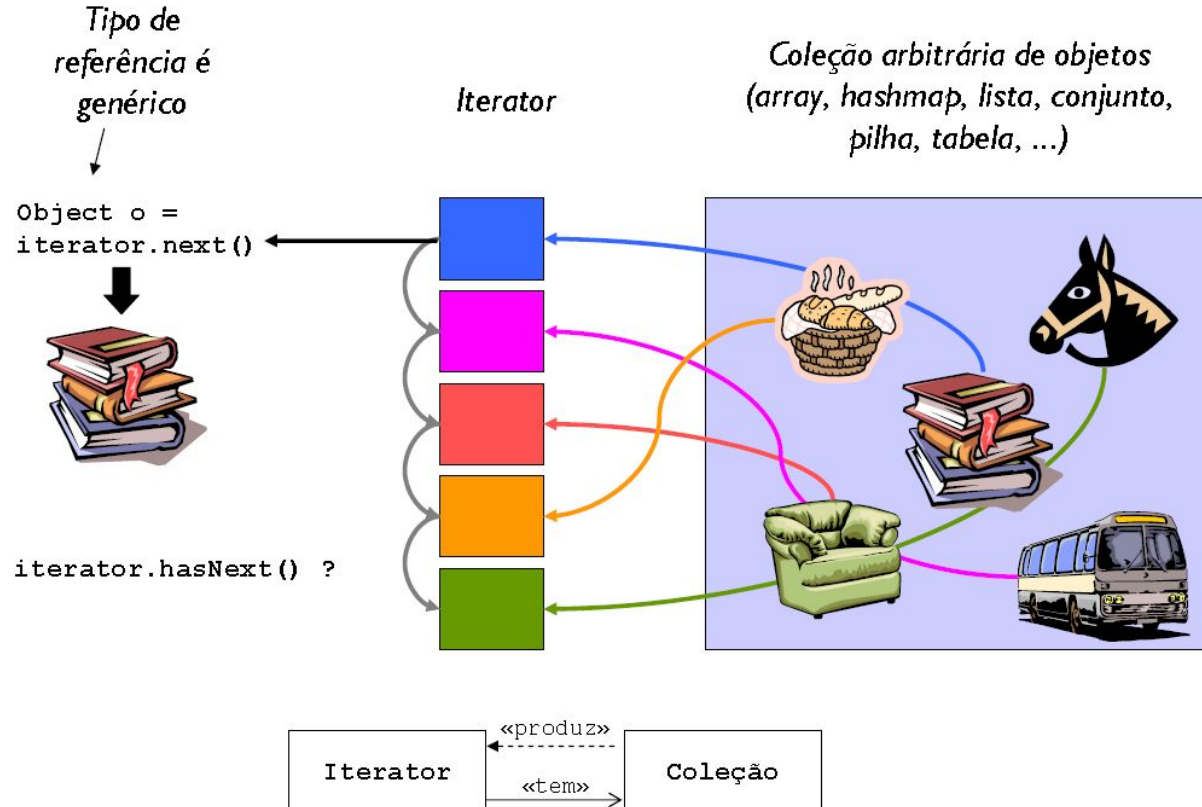 Tipo de
referência é
genérico
Iterator
Coleção arbitrária de objetos
(array, hashmap, lista, conjunto,
pilha, tabela, ...)
Object o =
iterator.next()
iterator.hasNext() ?
«produz»
Iterator
Coleção
«tem»